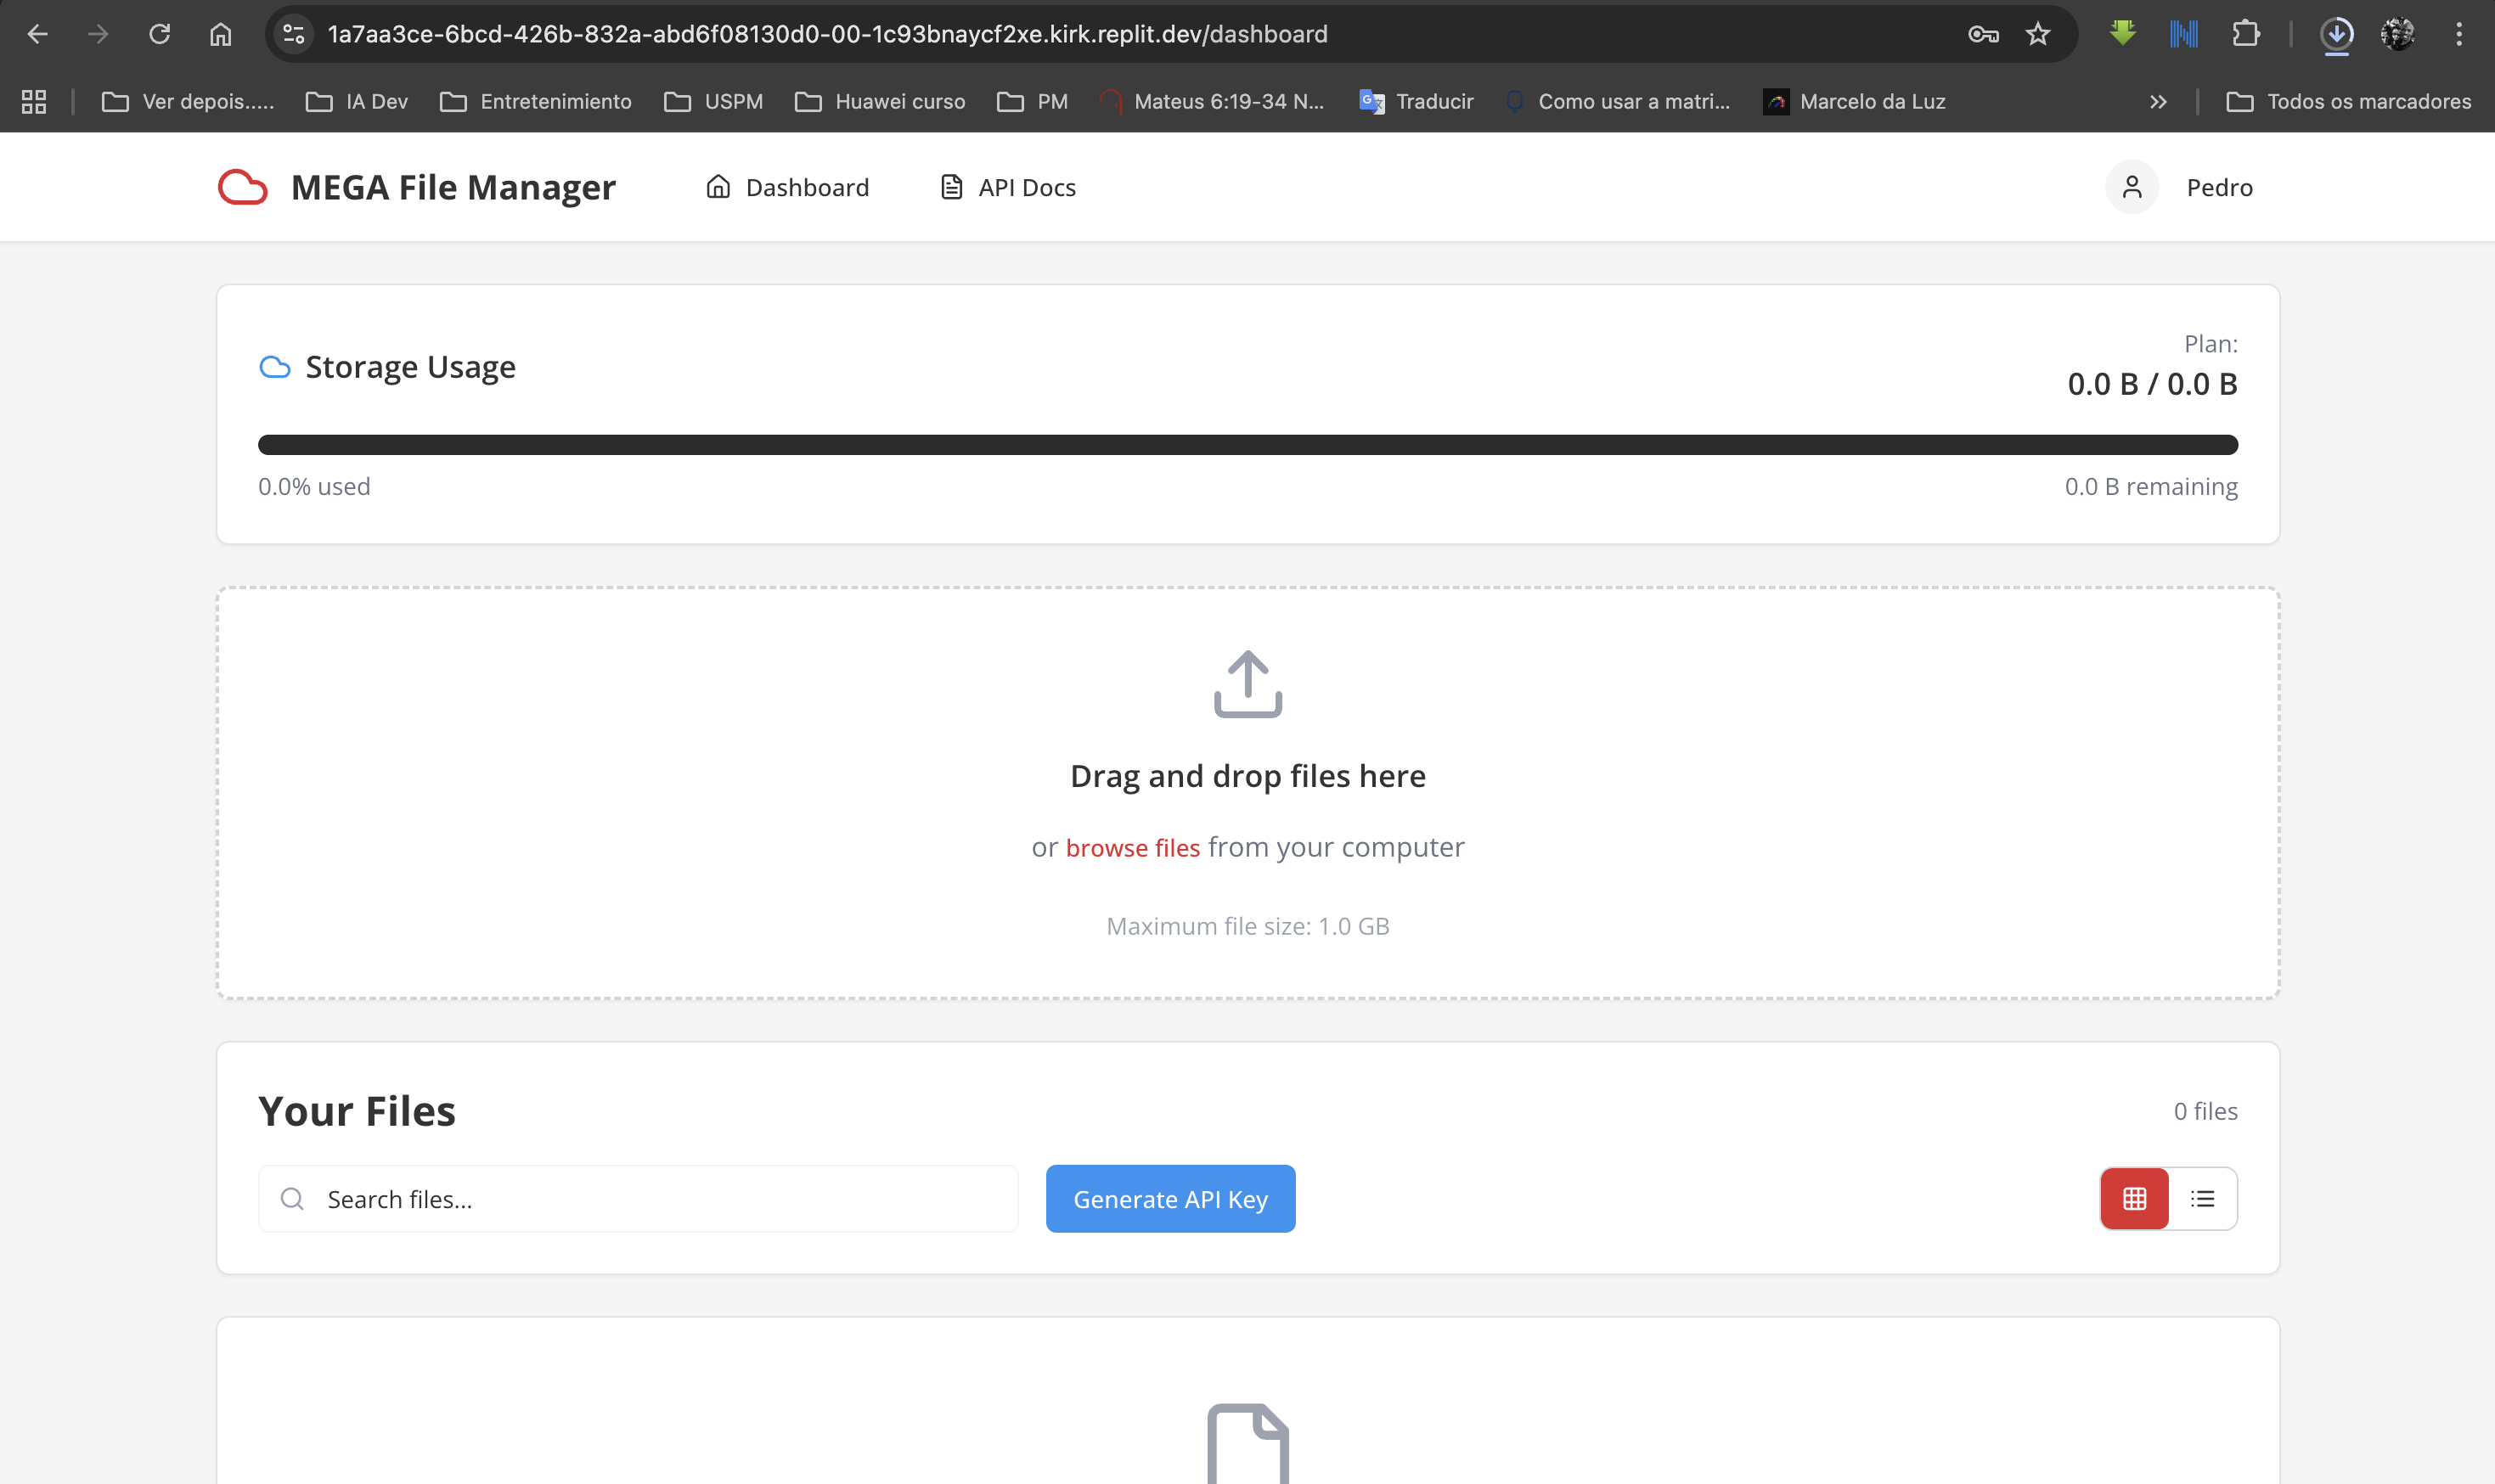 1a7aa3ce-6bcd-426b-832a-abd6f08130d0-00-1c93bnaycf2xe.kirk.replit.dev/dashboard
Ver depois..... IA Dev Entretenimiento USPM Huawei curso PM Mateus 6:19-34 N... Traducir Como usar a matri... Marcelo da Luz Todos os marcadores
MEGA File Manager Dashboard API Docs Pedro
Plan:
Storage Usage 0.0 B / 0.0 B
0.0% used 0.0 B remaining
Drag and drop files here
or browse files from your computer
Maximum file size: 1.0 GB
Your Files 0 files
Search files... Generate API Key